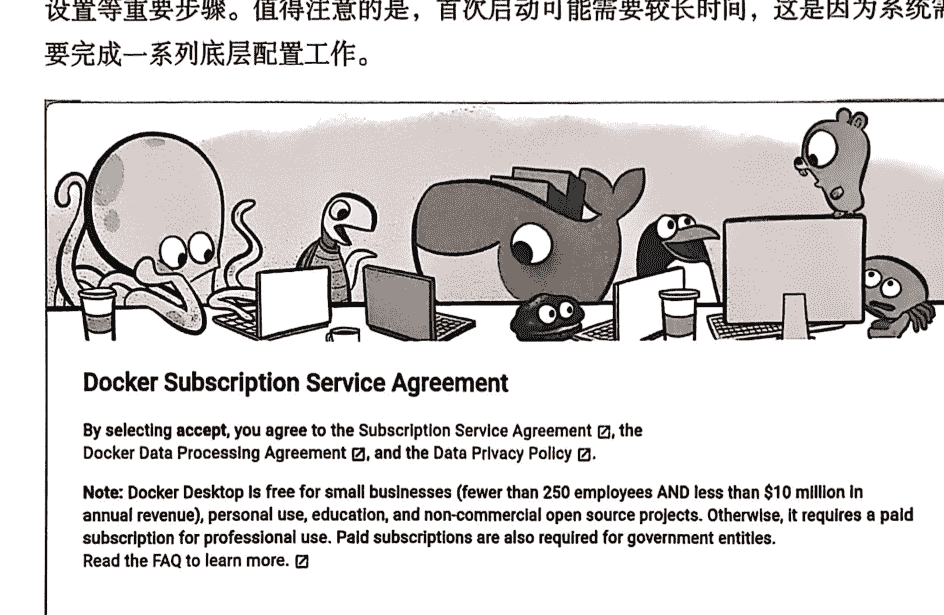 设置等重要步骤。值得注意的是，首次启动可能需要较长时间，这是因为系统需
要完成一系列底层配置工作。
Docker Subscription Service Agreement
By selecting accept, you agree to the Subscription Service Agreement, the
Docker Data Processing Agreement, and the Data Privacy Policy.
Note: Docker Desktop is free for small businesses (fewer than 250 employees AND less than $10 million in
annual revenue), personal use, education, and non-commercial open source projects. Otherwise, it requires a paid
subscription for professional use. Paid subscriptions are also required for government entities.
Read the FAQ to learn more.